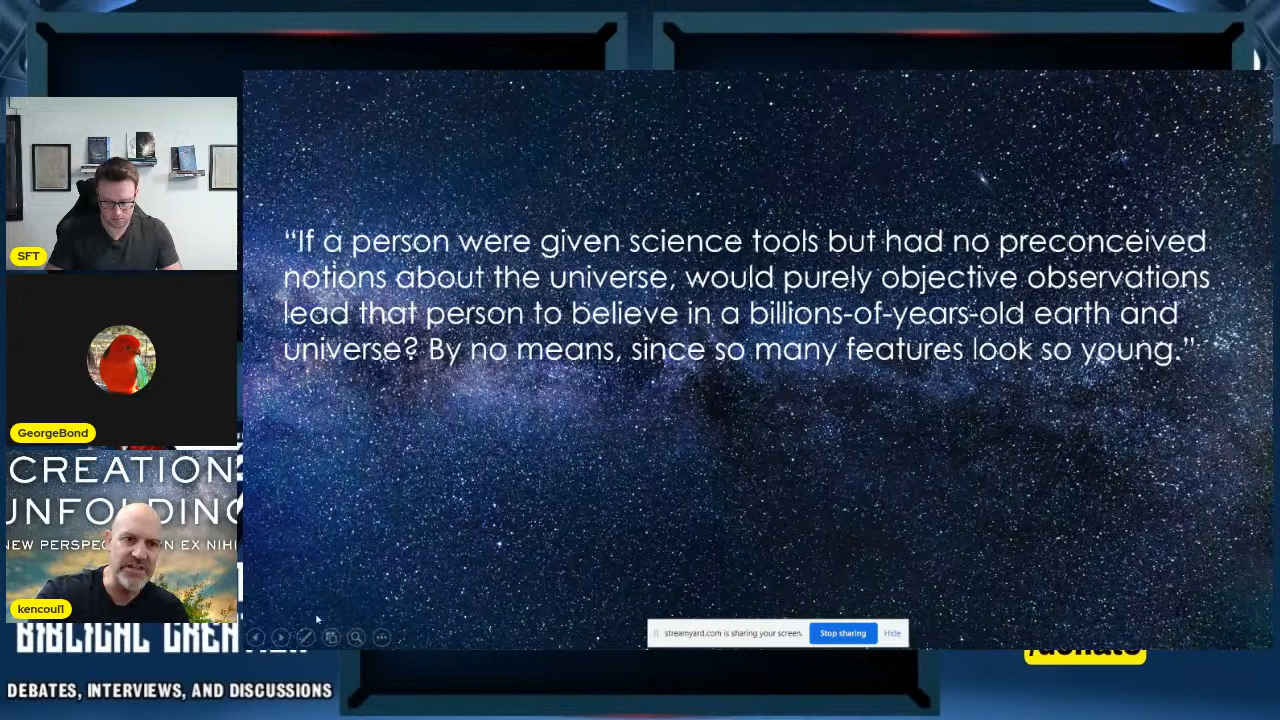 SFT
GeorgeBond
CREATION
UNFOLDING
NEW
EX NIHI
kencoul1
“If a person were given science tools but had no preconceived
notions about the universe, would purely objective observations
lead that person to believe in a billions-of-years-old earth and
universe? By no means, since so many features look so young.”
streamyard.com is sharing your screen.
Stop sharing
Hide
BIBLICAL
DEBATES, INTERVIEWS, AND DISCUSSIONS
/donate